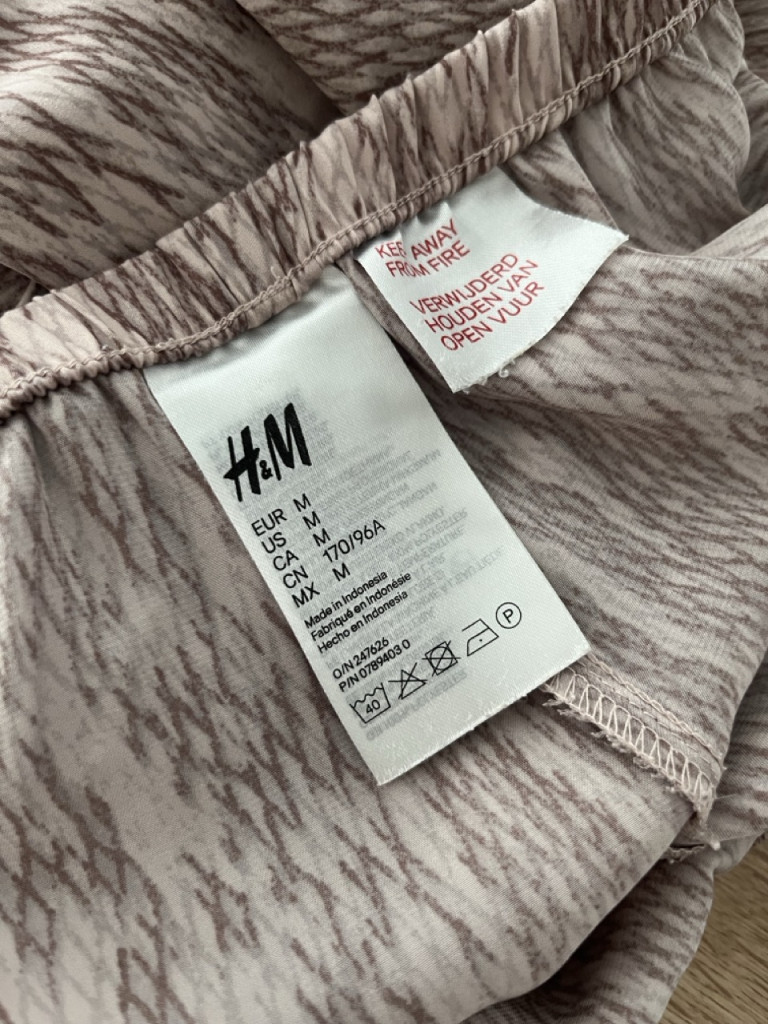 KEEP AWAY
FROM FIRE
VERWIJDERD
HOUDEN VAN
OPEN VUUR
H&M
EUR M
US M
CA M
CN 170/96A
MX M
Made in Indonesia
Fabriqué en Indonésie
Hecho en Indonesia
O/N 247626
P/N 0789403 0
40
P